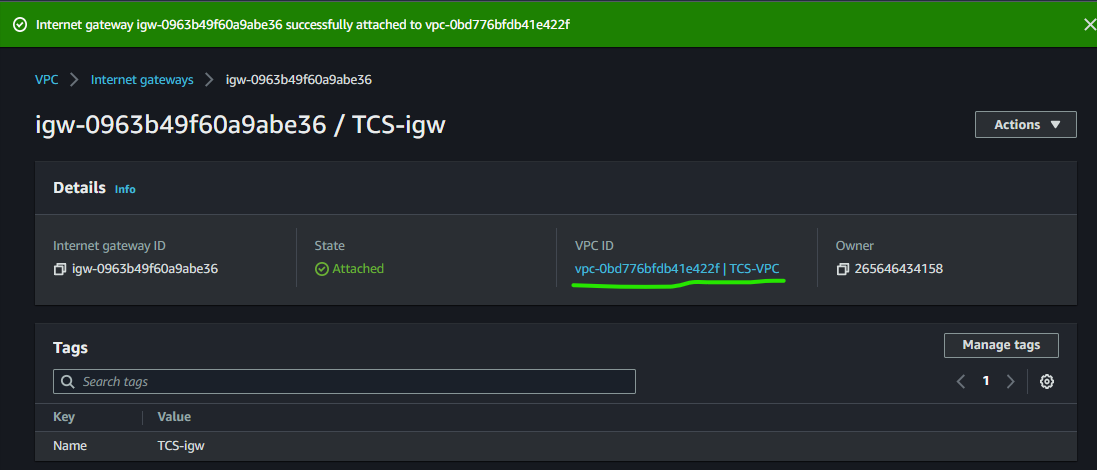 Internet gateway igw-0963b49f60a9abe36 successfully attached to vpc-0bd776bfdb41e422f
VPC > Internet gateways > igw-0963b49f60a9abe36
igw-0963b49f60a9abe36 / TCS-igw
Actions
Details Info
Internet gateway ID State VPC ID Owner
igw-0963b49f60a9abe36 Attached vpc-0bd776bfdb41e422f | TCS-VPC 265646434158
Tags
Manage tags
Search tags
1
Key Value
Name TCS-igw